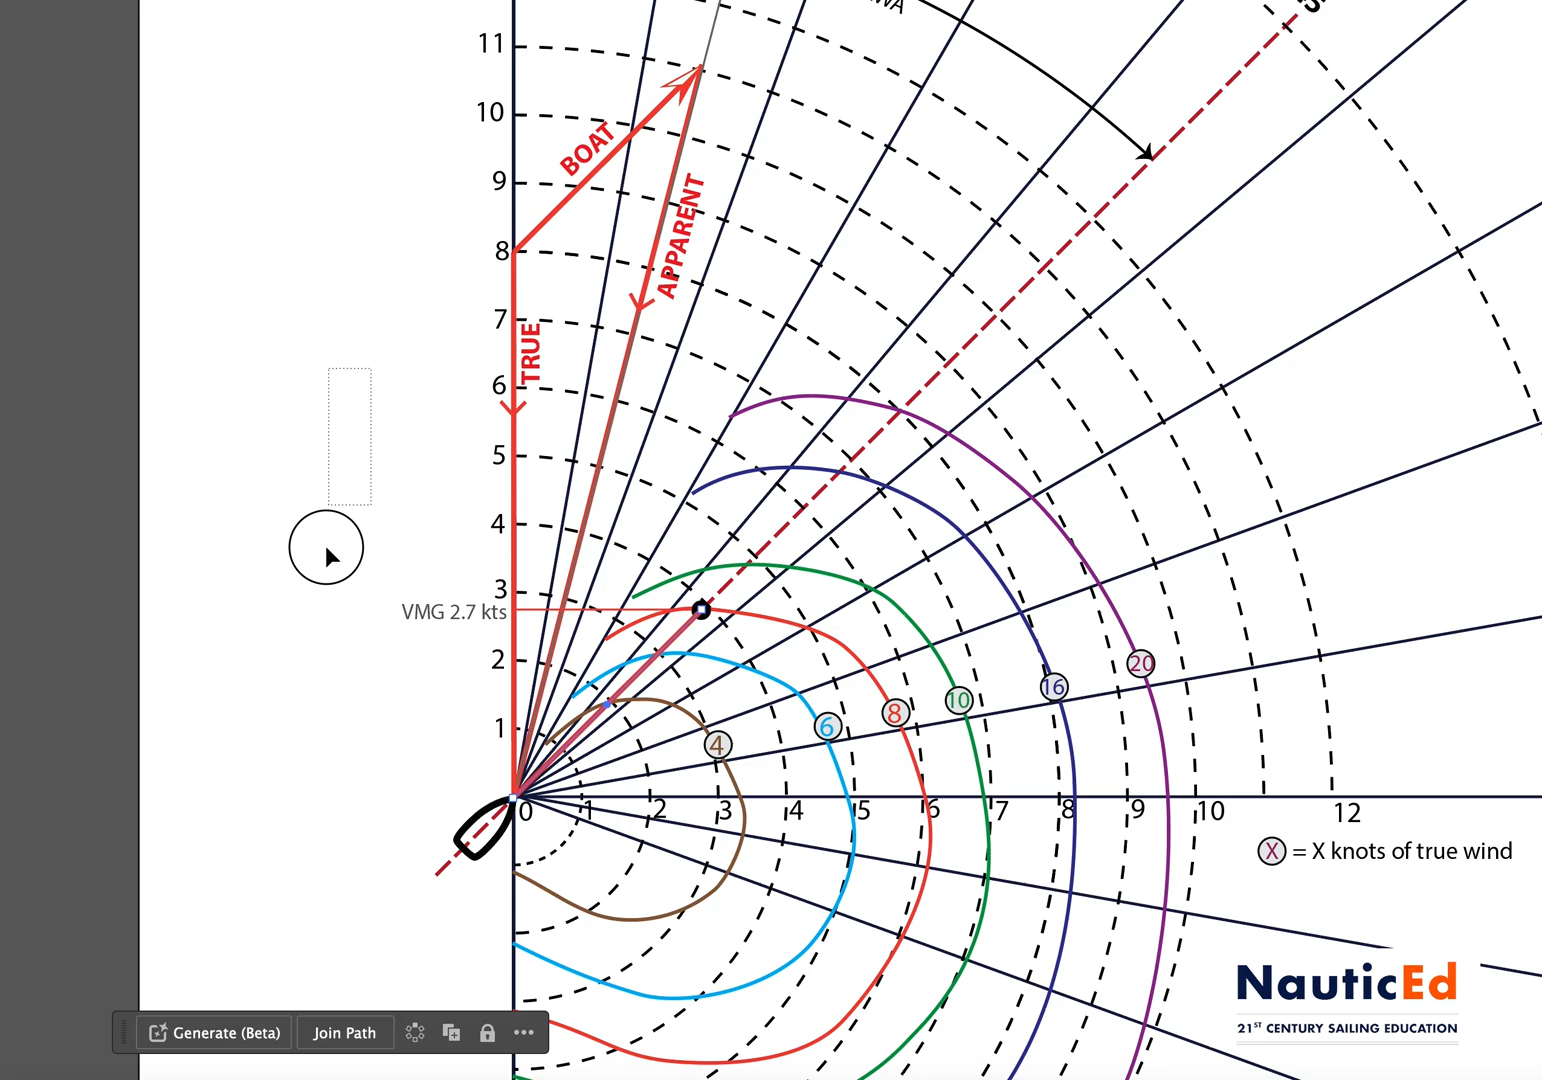 WA
5
11
10
9
8
7
6
5
4
3
2
1
BOAT
APPARENT
TRUE
VMG 2.7 kts
20
16
10
8
6
4
0 1 2 3 4 5 6 7 8 9 10 12
X = X knots of true wind
NauticEd
21ST CENTURY SAILING EDUCATION
Generate (Beta) Join Path